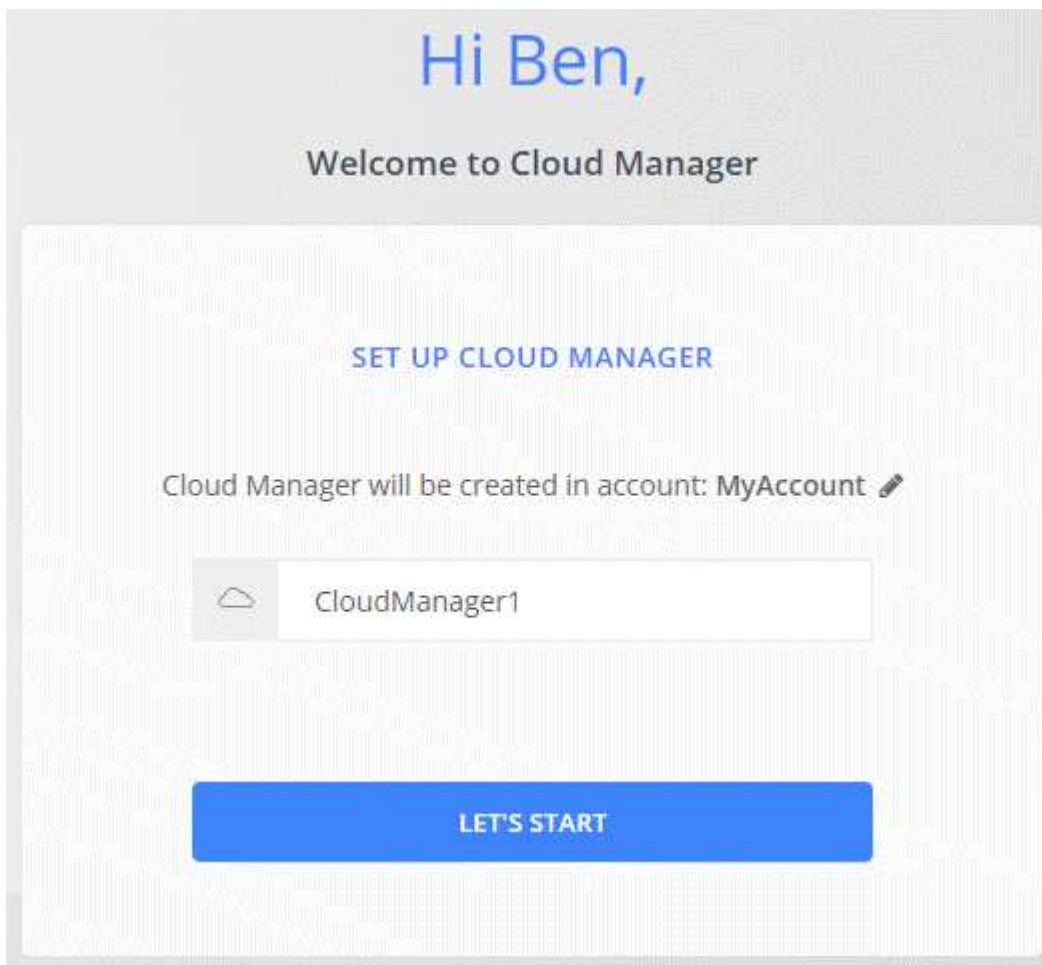 Hi Ben,
Welcome to Cloud Manager
SET UP CLOUD MANAGER
Cloud Manager will be created in account: MyAccount
CloudManager1
LET'S START